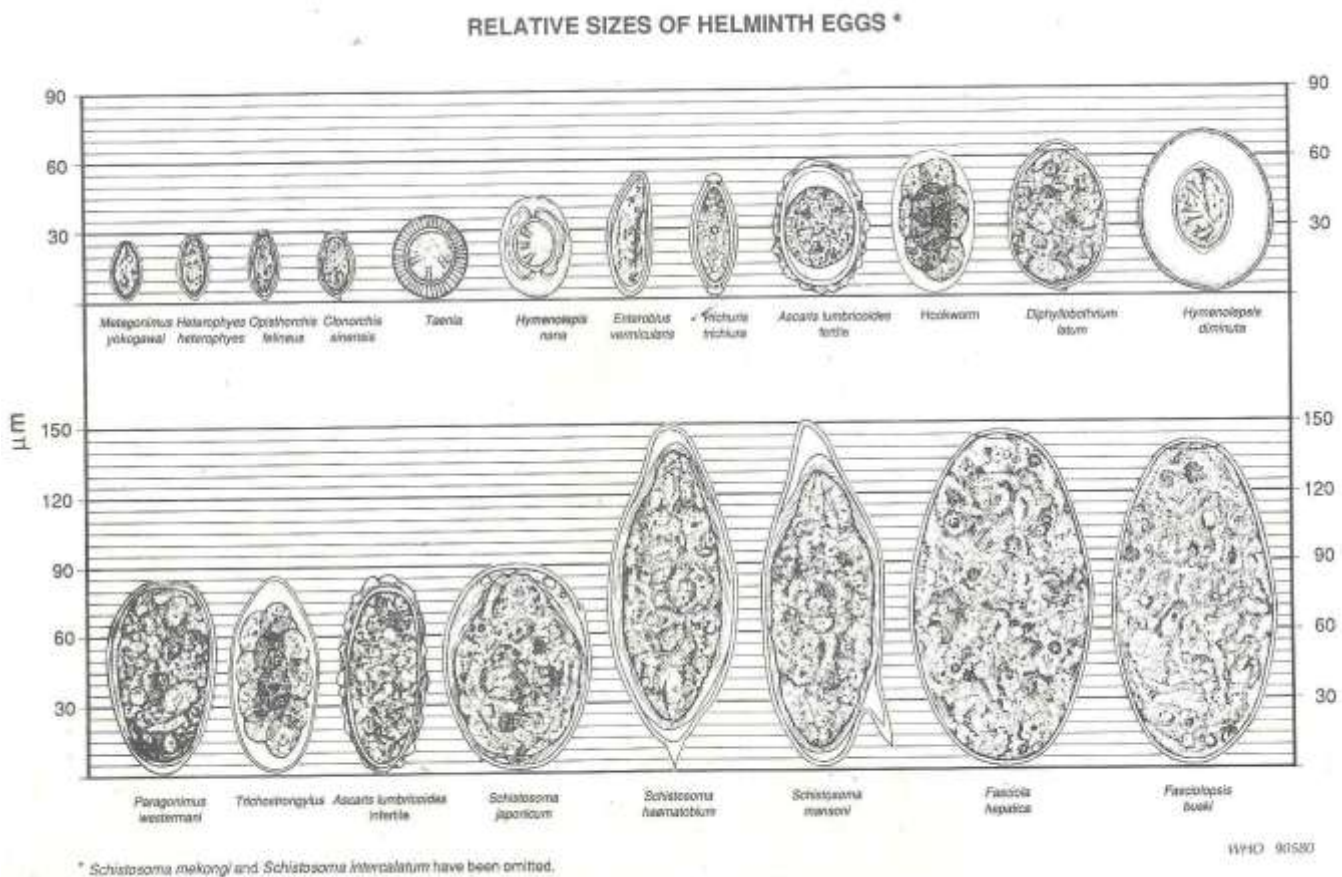 RELATIVE SIZES OF HELMINTH EGGS *
90 90
60 60
30 30
Metagonimus Heterophyes Opisthorchis Clonorchis Taenia Hymenolepis Enterobius Trichuris Ascaris lumbricoides Hookworm Diphyllobothrium Hymenolepsis
yokogawai heterophyes felineus sinensis nana vermicularis trichiura fertile latum diminuta
µm
150 150
120 120
90 90
60 60
30 30
Paragonimus Trichostrongylus Ascaris lumbricoides Schistosoma Schistosoma Schistosoma Fasciola Fasciolopsis
westermani infertile japonicum haematobium mansoni hepatica buski
* Schistosoma mekongi and Schistosoma intercalatum have been omitted.
WHO 90580